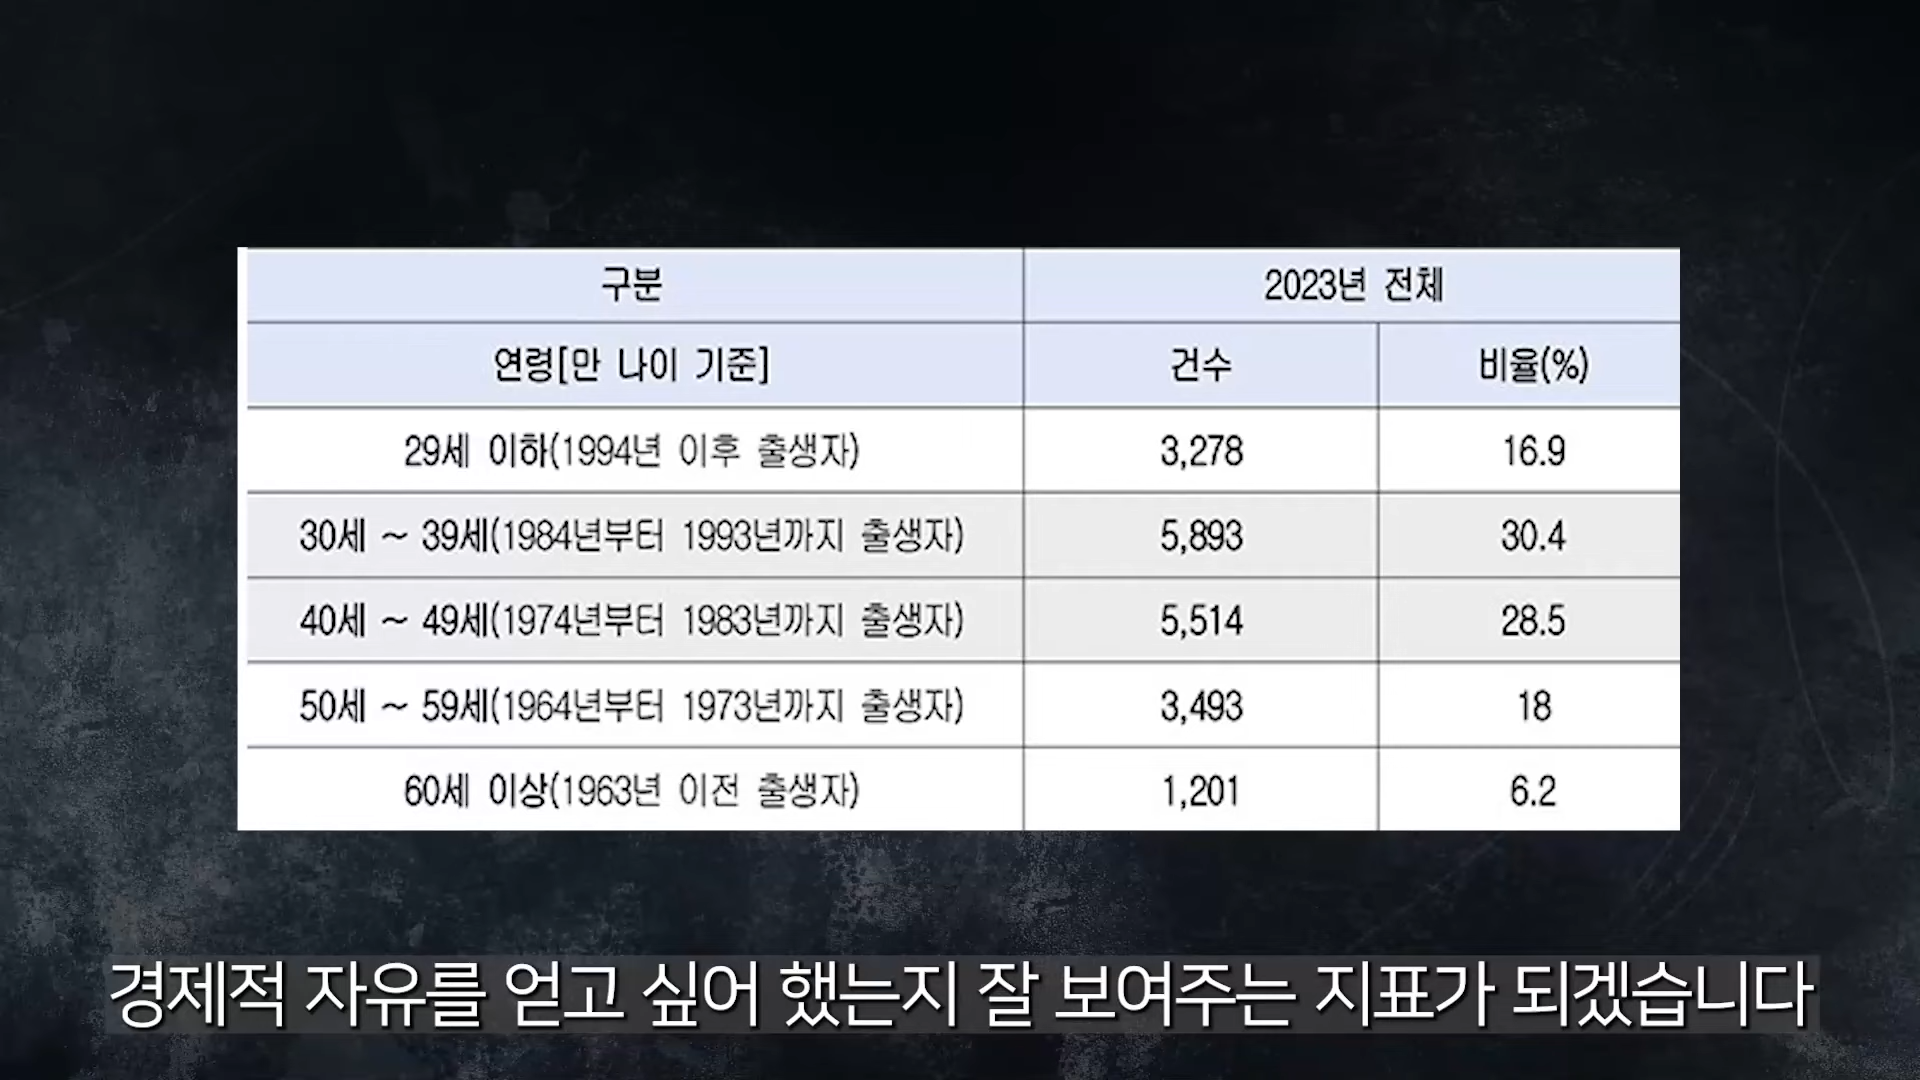 구분 2023년 전체
연령[만 나이 기준] 건수 비율(%)
29세 이하(1994년 이후 출생자) 3,278 16.9
30세 ~ 39세(1984년부터 1993년까지 출생자) 5,893 30.4
40세 ~ 49세(1974년부터 1983년까지 출생자) 5,514 28.5
50세 ~ 59세(1964년부터 1973년까지 출생자) 3,493 18
60세 이상(1963년 이전 출생자) 1,201 6.2
경제적 자유를 얻고 싶어 했는지 잘 보여주는 지표가 되겠습니다